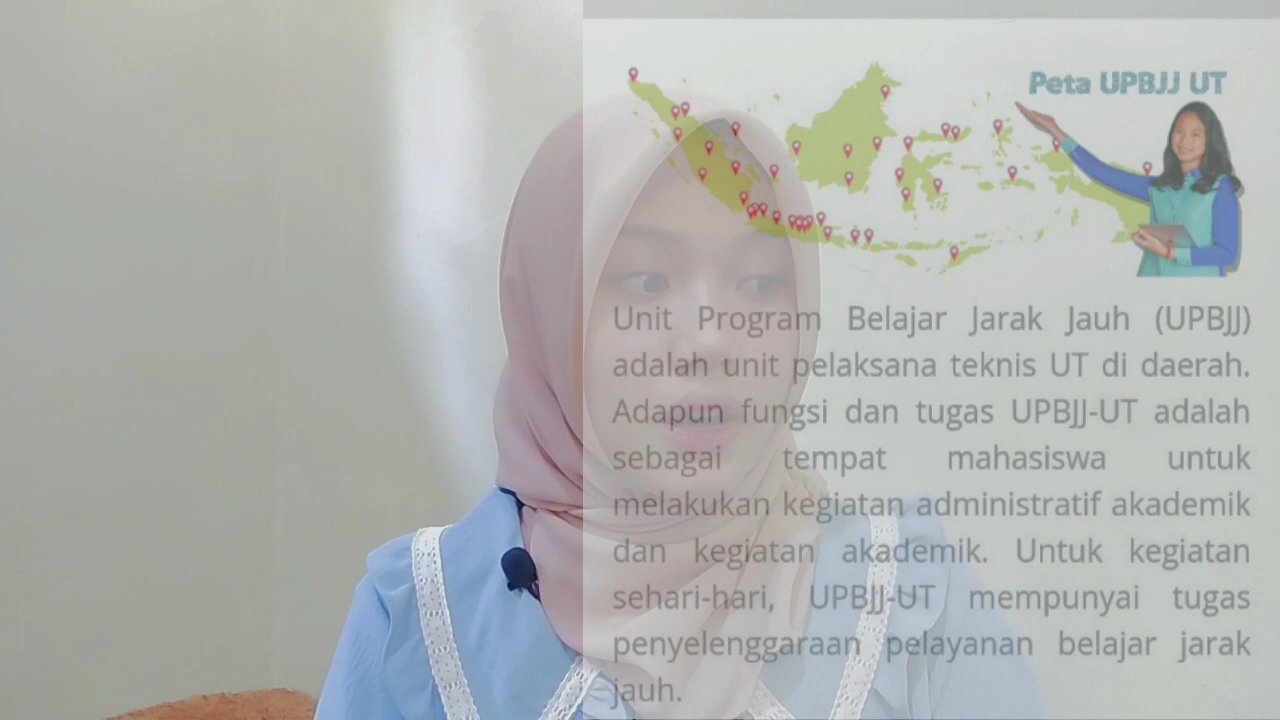 Peta UPBJJ UT
Unit Program Belajar Jarak Jauh (UPBJJ)
adalah unit pelaksana teknis UT di daerah.
Adapun fungsi dan tugas UPBJJ-UT adalah
sebagai tempat mahasiswa untuk
melakukan kegiatan administratif akademik
dan kegiatan akademik. Untuk kegiatan
sehari-hari, UPBJJ-UT mempunyai tugas
penyelenggaraan pelayanan belajar jarak
jauh.